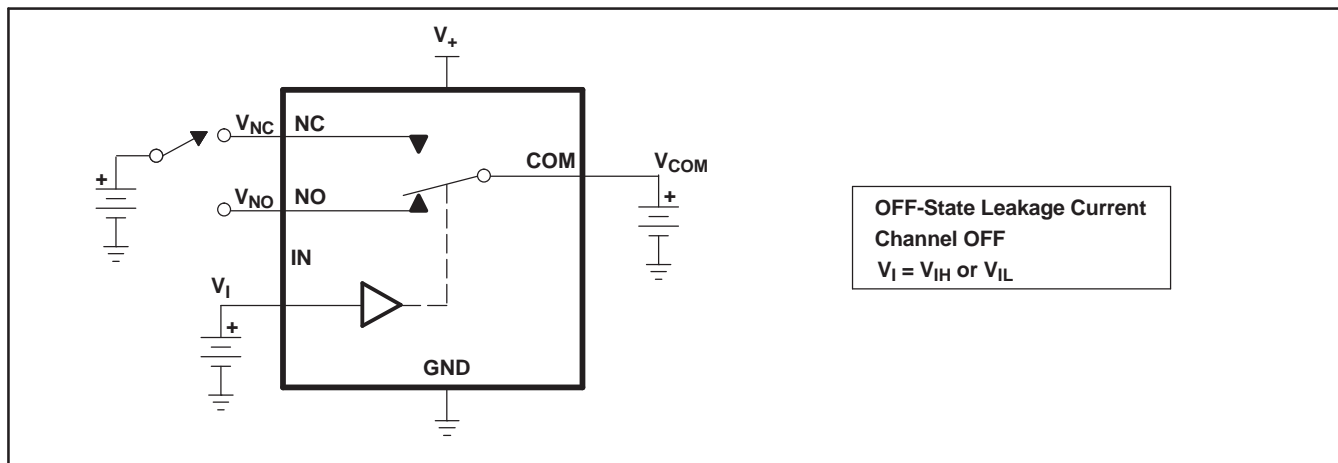 V+
VNC NC
+
COM VCOM
VNO NO
+
IN
VI
+
GND
OFF-State Leakage Current
Channel OFF
VI = VIH or VIL